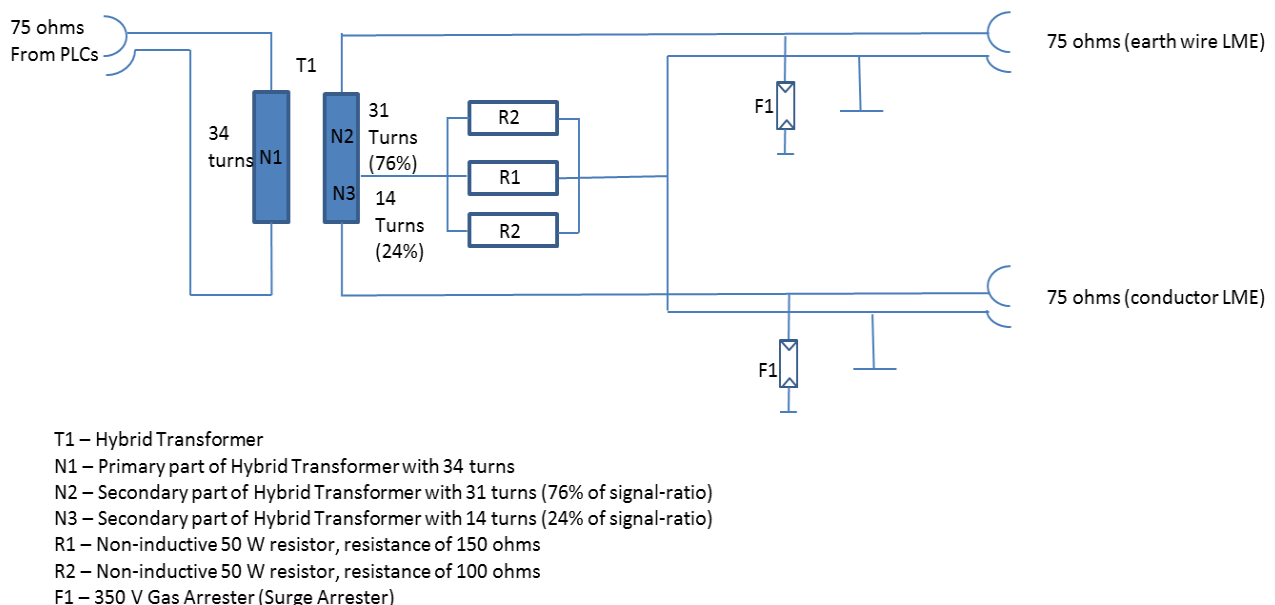 75 ohms
From PLCs
T1
34
turns
N1
N2
N3
31
Turns
(76%)
14
Turns
(24%)
R2
R1
R2
F1
75 ohms (earth wire LME)
F1
75 ohms (conductor LME)
T1 – Hybrid Transformer
N1 – Primary part of Hybrid Transformer with 34 turns
N2 – Secondary part of Hybrid Transformer with 31 turns (76% of signal-ratio)
N3 – Secondary part of Hybrid Transformer with 14 turns (24% of signal-ratio)
R1 – Non-inductive 50 W resistor, resistance of 150 ohms
R2 – Non-inductive 50 W resistor, resistance of 100 ohms
F1 – 350 V Gas Arrester (Surge Arrester)